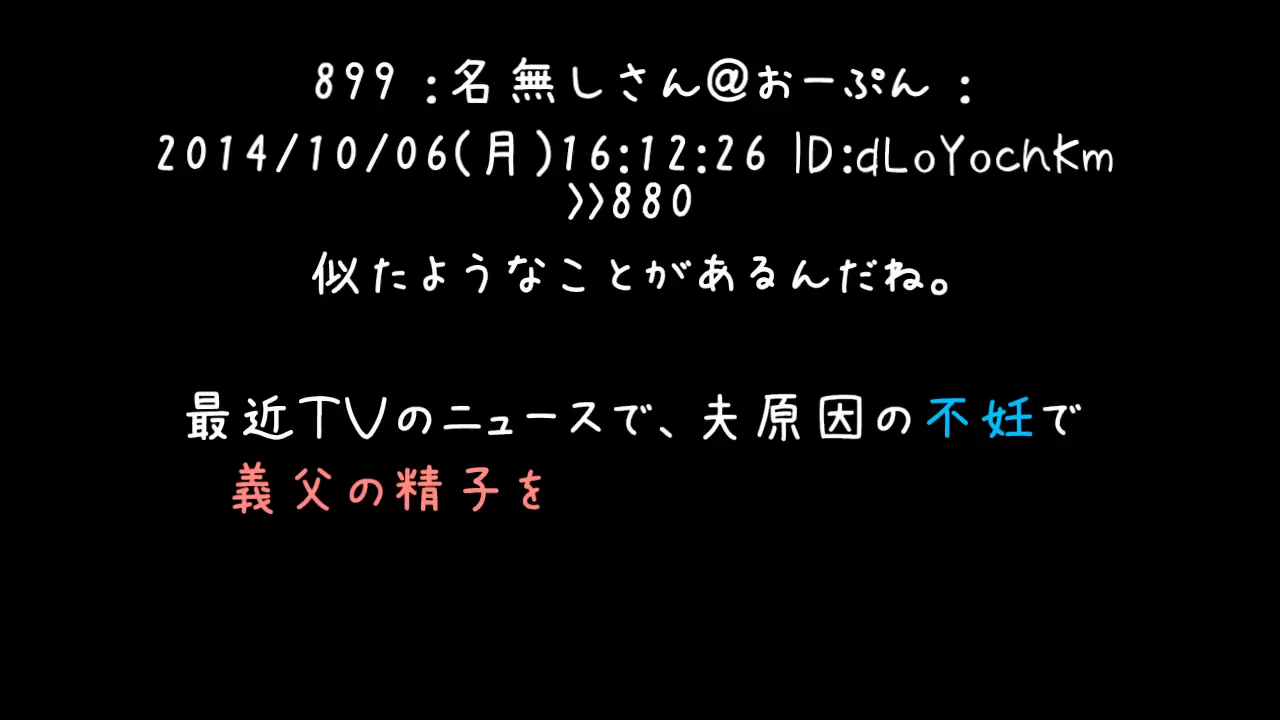 899 :名無しさん@おーぷん :
2014/10/06(月)16:12:26 ID:dLoYochKm
>>880
似たようなことがあるんだね。
最近TVのニュースで、夫原因の不妊で
義父の精子を